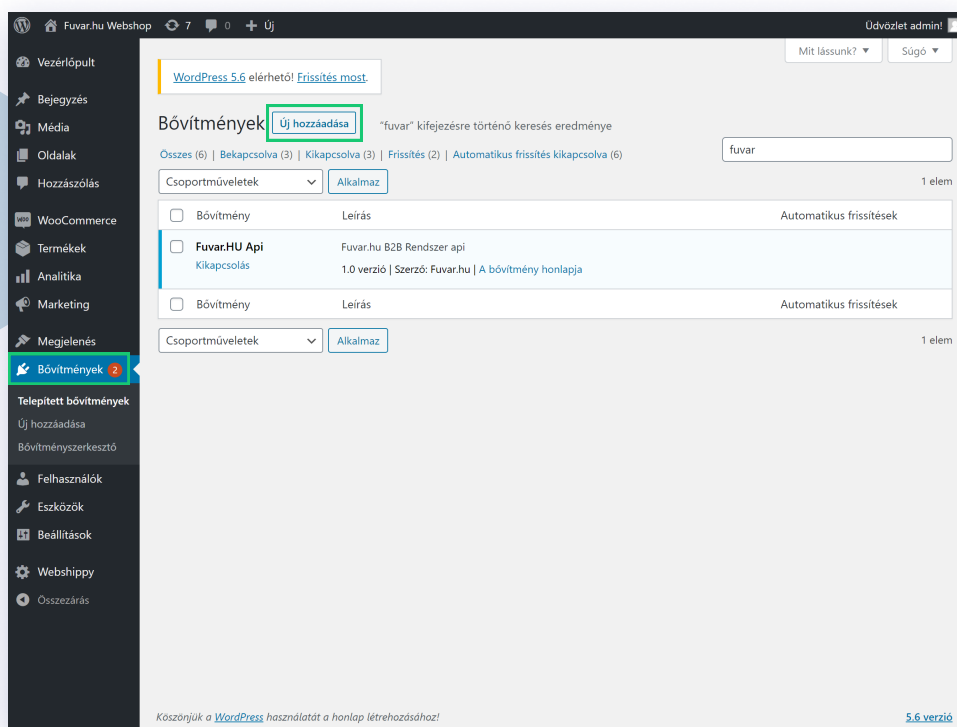 Fuvar.hu Webshop 7 0 Új Üdvözlet admin!
Mit lássunk? ▼ Súgó ▼
Vezérlőpult
Bejegyzés
Média
Oldalak
Hozzászólás
WooCommerce
Termékek
Analitika
Marketing
Megjelenés
Bővítmények 2
Telepített bővítmények
Új hozzáadása
Bővítményszerkesztő
Felhasználók
Eszközök
Beállítások
Webshippy
Összezárás
WordPress 5.6 elérhető! Frissítés most.
Bővítmények Új hozzáadása "fuvar" kifejezésre történő keresés eredménye
Összes (6) | Bekapcsolva (3) | Kikapcsolva (3) | Frissítés (2) | Automatikus frissítés kikapcsolva (6)
fuvar
Csoportműveletek Alkalmaz 1 elem
Bővítmény Leírás Automatikus frissítések
Fuvar.HU Api Fuvar.hu B2B Rendszer api
Kikapcsolás 1.0 verzió | Szerző: Fuvar.hu | A bővítmény honlapja
Bővítmény Leírás Automatikus frissítések
Csoportműveletek Alkalmaz 1 elem
Köszönjük a WordPress használatát a honlap létrehozásához! 5.6 verzió